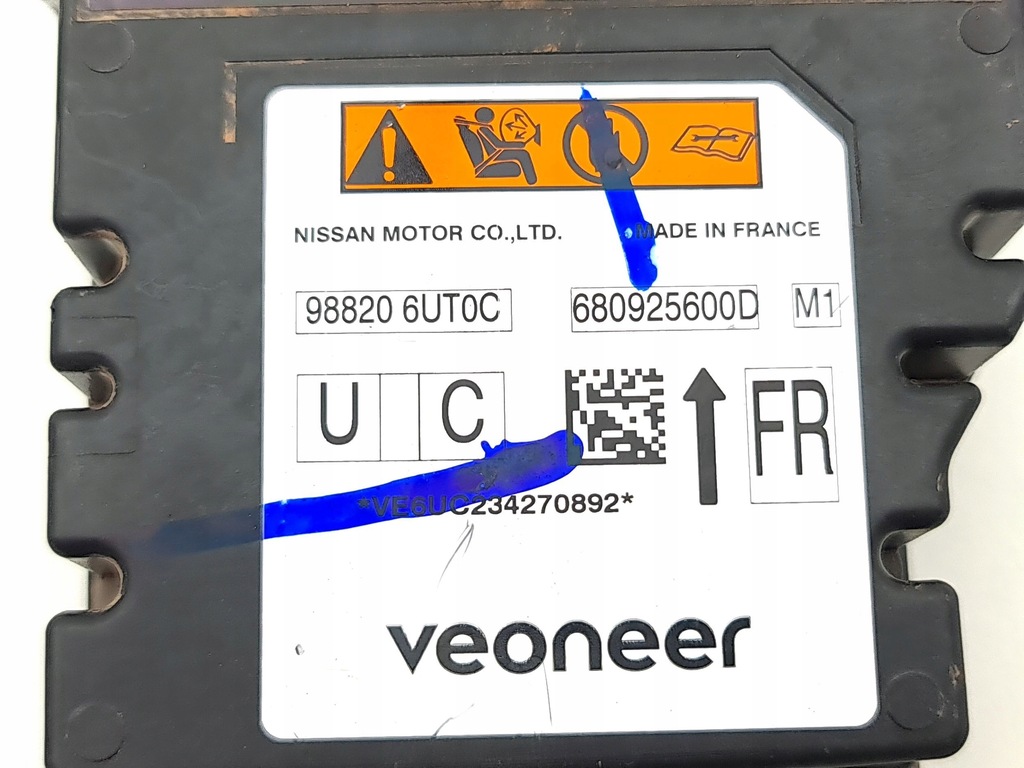 NISSAN MOTOR CO.,LTD. MADE IN FRANCE
98820 6UT0C 680925600D M1
U C FR
*VE6UC234270892*
veoneer